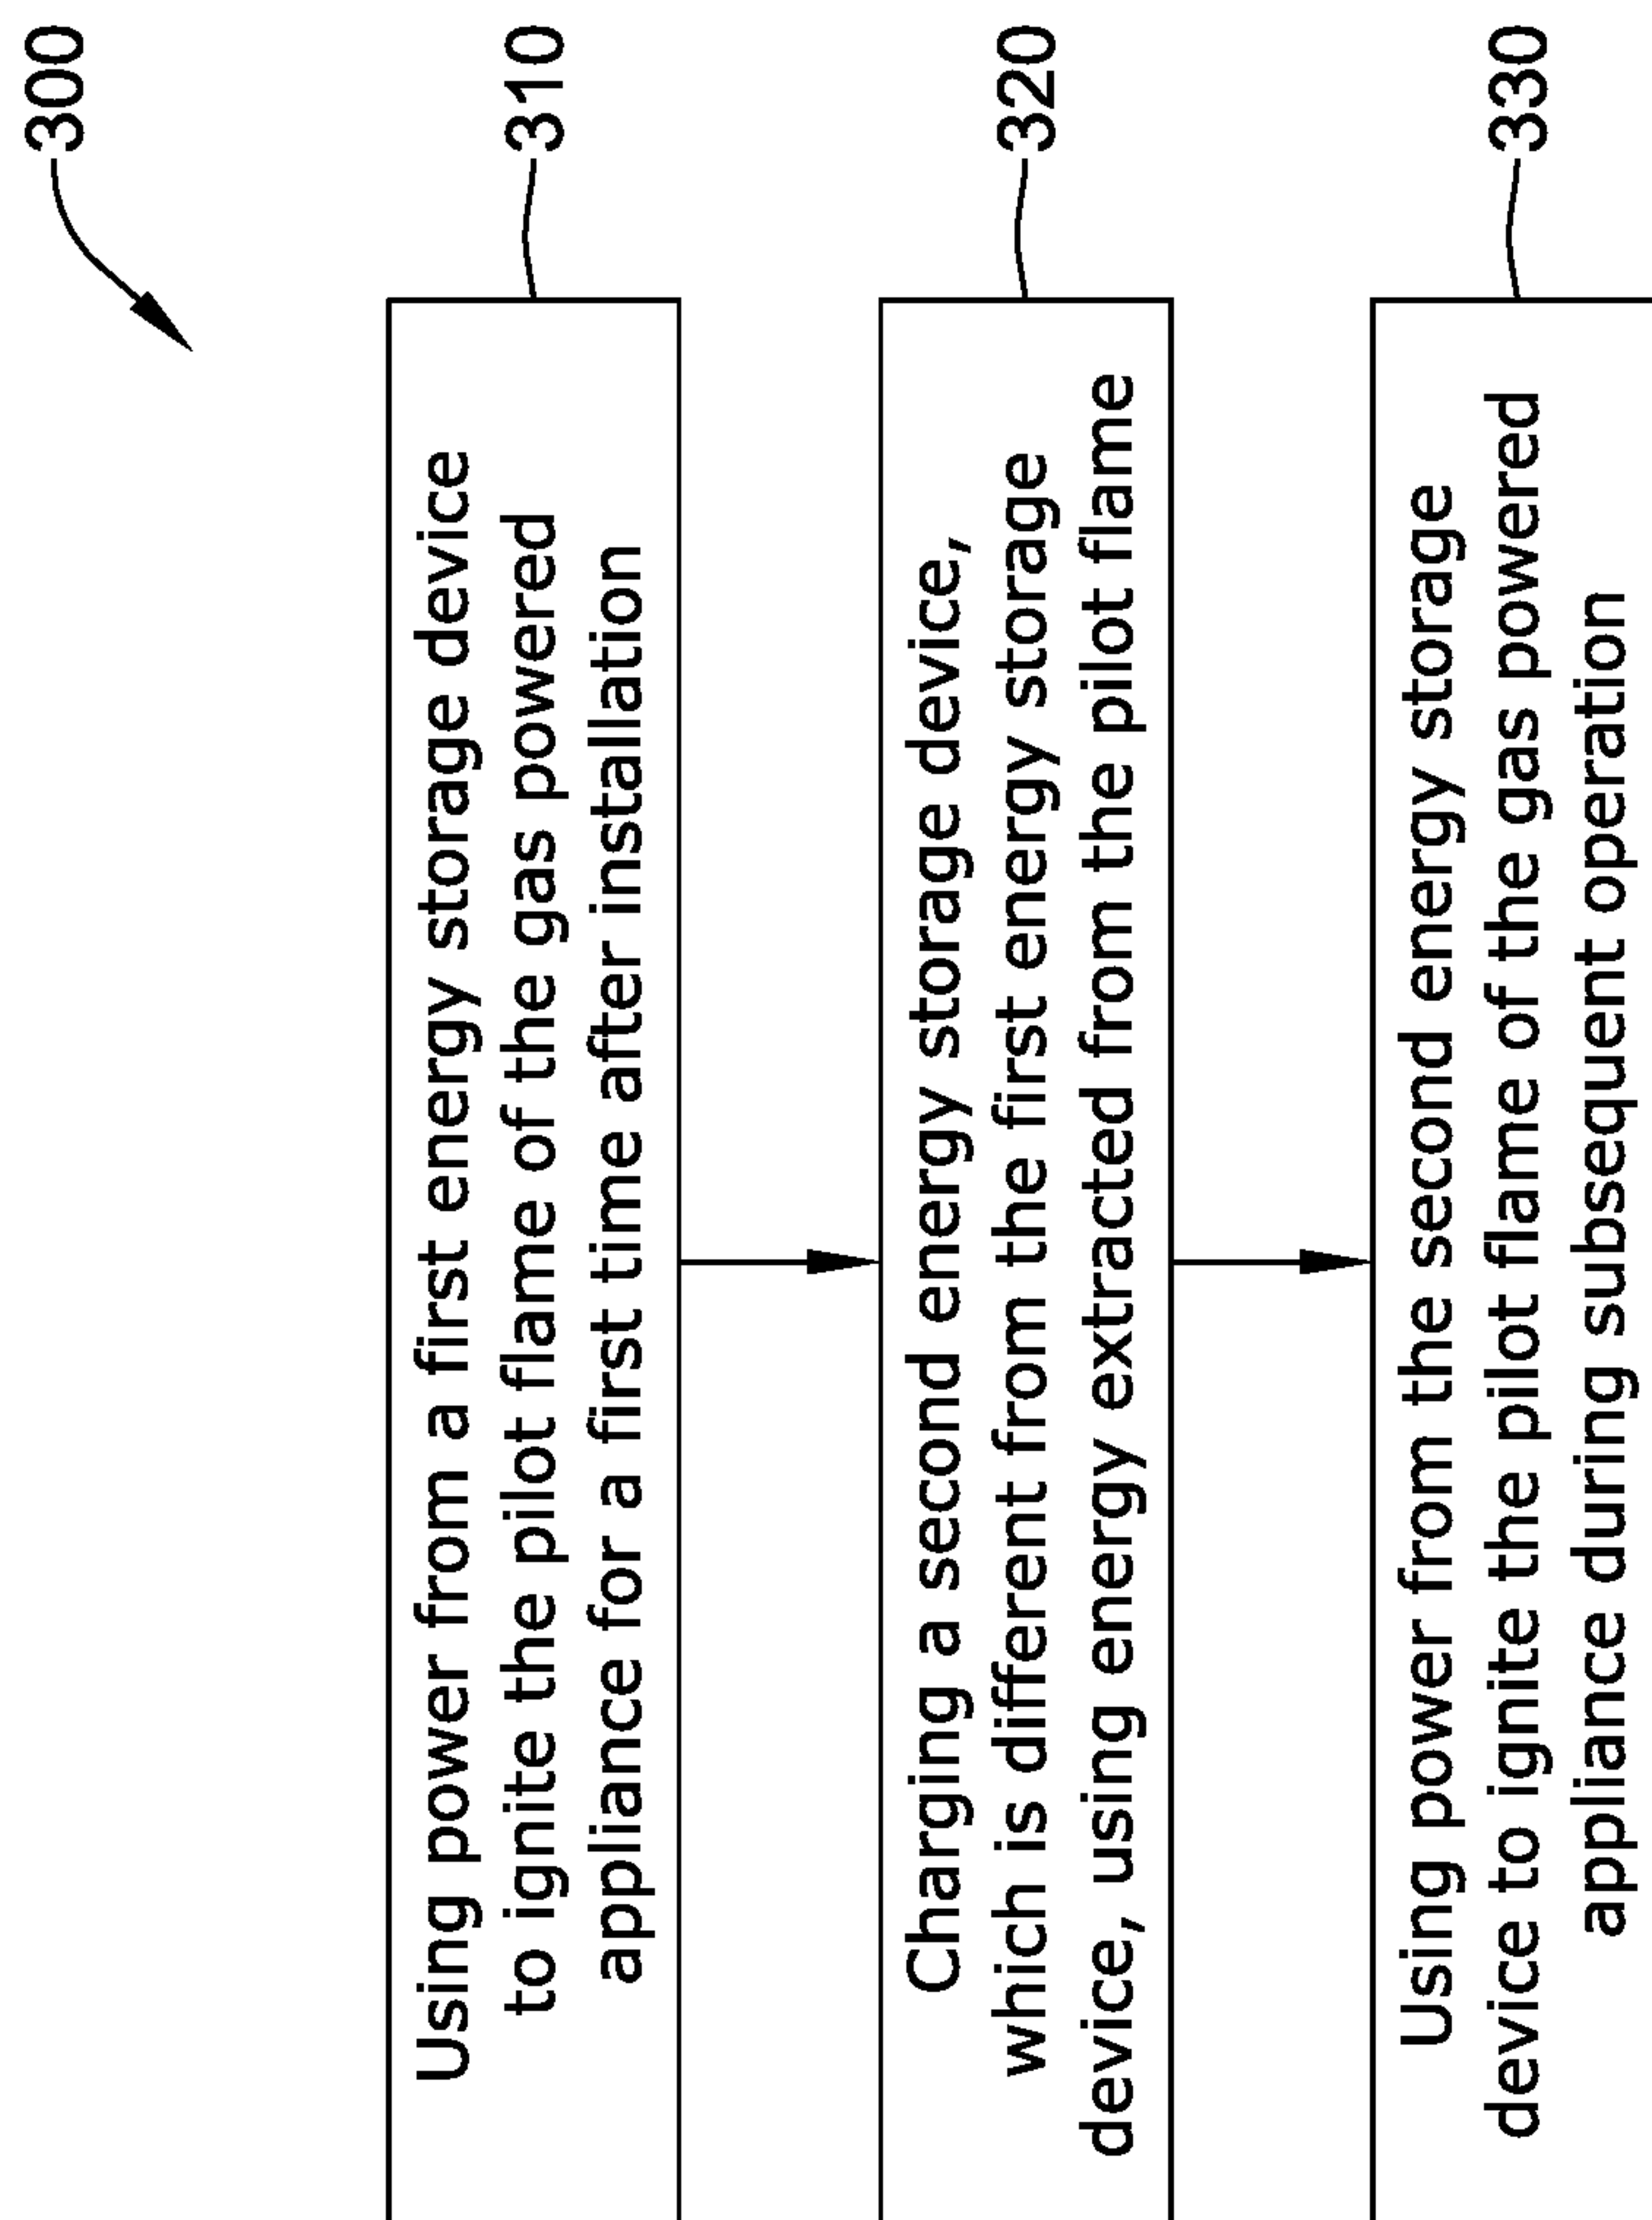 300
310
Using power from a first energy storage device
to ignite the pilot flame of the gas powered
appliance for a first time after installation
320
Charging a second energy storage device,
which is different from the first energy storage
device, using energy extracted from the pilot flame
330
Using power from the second energy storage
device to ignite the pilot flame of the gas powered
appliance during subsequent operation